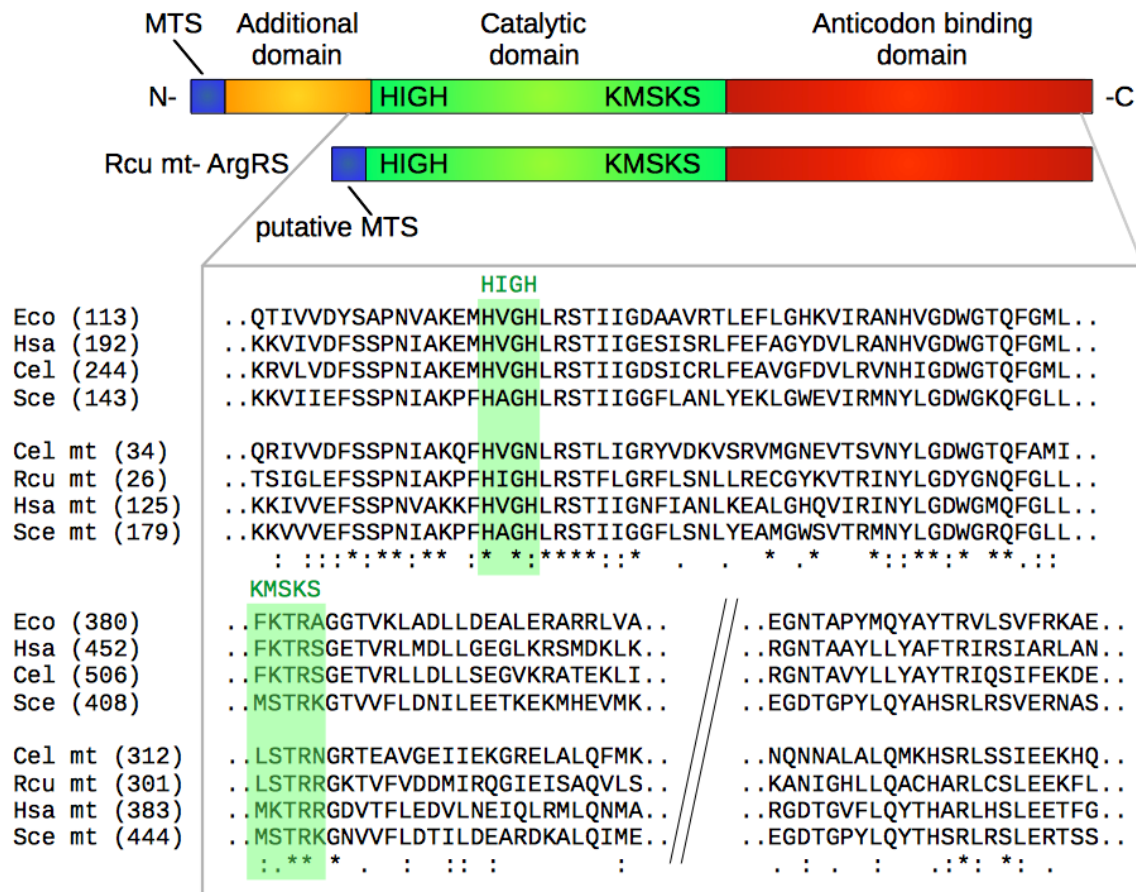 MTS Additional domain Catalytic domain Anticodon binding domain
N- HIGH KMSKS -C
Rcu mt- ArgRS HIGH KMSKS
putative MTS
HIGH
Eco (113) ..QTIVVDYSAPNVAKEMHVGHLRSTIIGDAAVRTLEFLGHKVIRANHVGDWGTQFGML..
Hsa (192) ..KKVIVDFSSPNIAKEMHVGHLRSTIIGESISRLFEFAGYDVLRANHVGDWGTQFGML..
Cel (244) ..KRVLVDFSSPNIAKEMHVGHLRSTIIGDSICRLFEAVGFDVLRVNHIGDWGTQFGML..
Sce (143) ..KKVIIEFSSPNIAKPFHAGHLRSTIIGGFLANLYEKLGWEVIRMNYLGDWGKQFGLL..
Cel mt (34) ..QRIVVDFSSPNIAKQFHVGNLRSTLIGRYVDKVSRVMGNEVTSVNYLGDWGTQFAMI..
Rcu mt (26) ..TSIGLEFSSPNIAKPFHIGHLRSTFLGRFLSNLLRECGYKVTRINYLGDYGNQFGLL..
Hsa mt (125) ..KKIVVEFSSPNVAKKFHVGHLRSTIIGNFIANLKEALGHQVIRINYLGDWGMQFGLL..
Sce mt (179) ..KKVVVEFSSPNIAKPFHAGHLRSTIIGGFLSNLYEAMGWSVTRMNYLGDWGRQFGLL..
: :::*:**:** :* *:****::* . . * * *::**:* **.::
KMSKS
Eco (380) ..FKTRAGGTVKLADLLDEALERARRLVA.. // ..EGNTAPYMQYAYTRVLSVFRKAE..
Hsa (452) ..FKTRSGETVRLMDLLGEGLKRSMDKLK.. ..RGNTAAYLLYAFTRIRSIARLAN..
Cel (506) ..FKTRSGETVRLLDLLSEGVKRATEKLI.. ..RGNTAVYLLYAYTRIQSIFEKDE..
Sce (408) ..MSTRKGTVVFLDNILEETKEKMHEVMK.. ..EGDTGPYLQYAHSRLRSVERNAS..
Cel mt (312) ..LSTRNGRTEAVGEIIEKGRELALQFMK.. ..NQNNALALQMKHSRLSSIEEKHQ..
Rcu mt (301) ..LSTRRGKTVFVDDMIRQGIEISAQVLS.. ..KANIGHLLQACHARLCSLEEKFL..
Hsa mt (383) ..MKTRRGDVTFLEDVLNEIQLRMLQNMA.. ..RGDTGVFLQYTHARLHSLEETFG..
Sce mt (444) ..MSTRKGNVVFLDTILDEARDKALQIME.. ..EGDTGPYLQYTHSRLRSLERTSS..
:.** * . : :: : : . : . : .:*: *: .